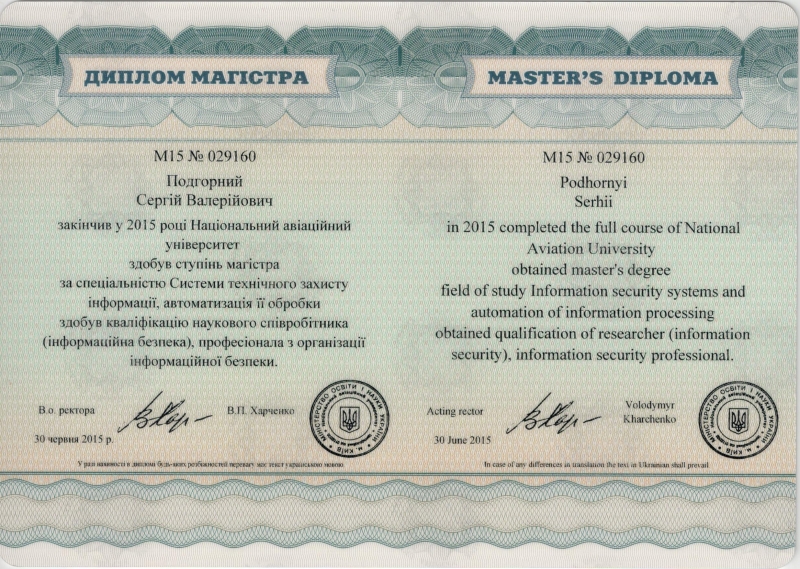 ДИПЛОМ МАГІСТРА
М15 № 029160
Подгорний
Сергій Валерійович
закінчив у 2015 році Національний авіаційний
університет
здобув ступінь магістра
за спеціальністю Системи технічного захисту
інформації, автоматизація її обробки
здобув кваліфікацію наукового співробітника
(інформаційна безпека), професіонала з організації
інформаційної безпеки.
В.о. ректора
В.П. Харченко
30 червня 2015 р.
МІНІСТЕРСТВО ОСВІТИ І НАУКИ УКРАЇНИ
м. КИЇВ
У разі наявності в дипломі будь-яких розбіжностей перевагу має текст українською мовою
MASTER'S DIPLOMA
M15 № 029160
Podhornyi
Serhii
in 2015 completed the full course of National
Aviation University
obtained master's degree
field of study Information security systems and
automation of information processing
obtained qualification of researcher (information
security), information security professional.
Acting rector
Volodymyr
Kharchenko
30 June 2015
МІНІСТЕРСТВО ОСВІТИ І НАУКИ УКРАЇНИ
м. КИЇВ
In case of any differences in translation the text in Ukrainian shall prevail